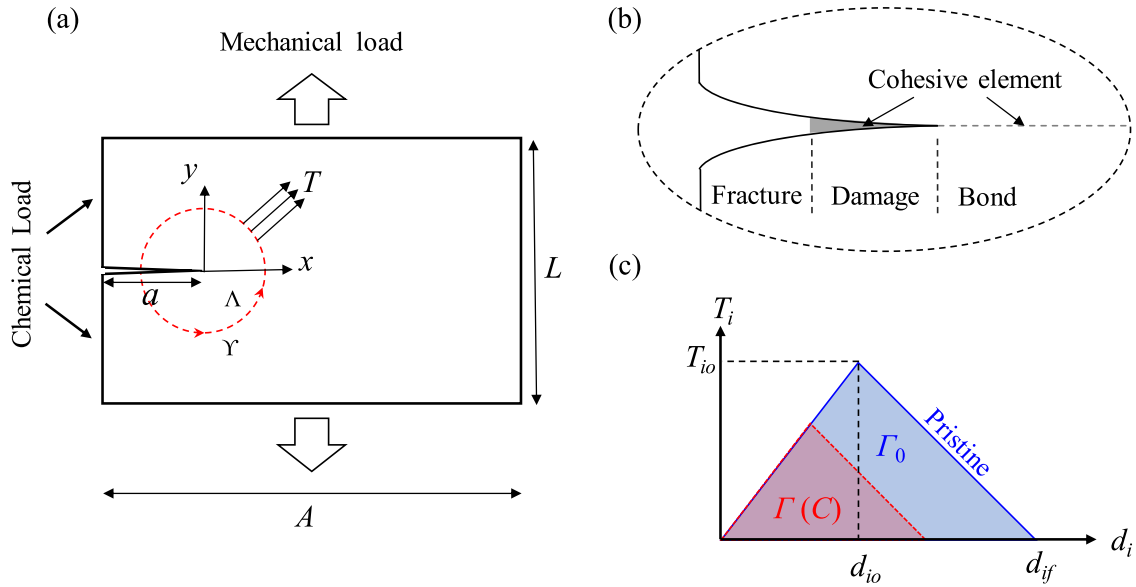 (a)
Mechanical load
Chemical Load
y
T
x
a
Λ
ϒ
L
A
(b)
Cohesive element
Fracture
Damage
Bond
(c)
T_i
T_io
Pristine
Γ_0
Γ (C)
d_io
d_if
d_i